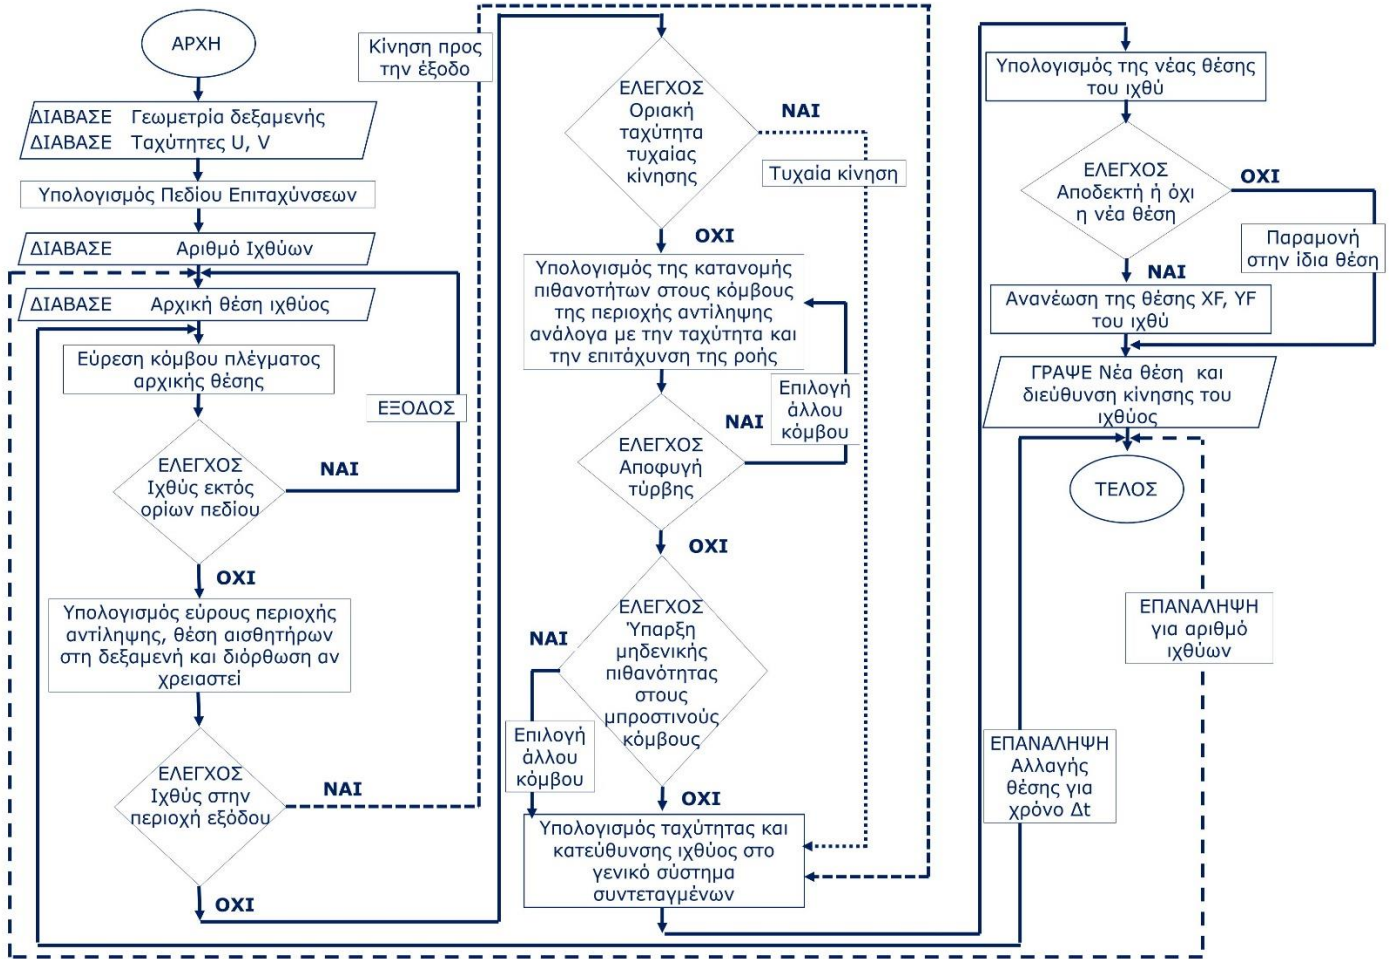 ΑΡΧΗ
ΔΙΑΒΑΣΕ Γεωμετρία δεξαμενής
ΔΙΑΒΑΣΕ Ταχύτητες U, V
Υπολογισμός Πεδίου Επιταχύνσεων
ΔΙΑΒΑΣΕ Αριθμό Ιχθύων
ΔΙΑΒΑΣΕ Αρχική θέση ιχθύος
Εύρεση κόμβου πλέγματος
αρχικής θέσης
ΕΞΟΔΟΣ
ΕΛΕΓΧΟΣ
Ιχθύς εκτός
ορίων πεδίου
ΝΑΙ
ΟΧΙ
Υπολογισμός εύρους περιοχής
αντίληψης, θέση αισθητήρων
στη δεξαμενή και διόρθωση αν
χρειαστεί
ΕΛΕΓΧΟΣ
Ιχθύς στην
περιοχή εξόδου
ΝΑΙ
ΟΧΙ
Κίνηση προς
την έξοδο
ΕΛΕΓΧΟΣ
Οριακή
ταχύτητα
τυχαίας
κίνησης
ΝΑΙ
Τυχαία κίνηση
ΟΧΙ
Υπολογισμός της κατανομής
πιθανοτήτων στους κόμβους
της περιοχής αντίληψης
ανάλογα με την ταχύτητα και
την επιτάχυνση της ροής
Επιλογή
άλλου
κόμβου
ΝΑΙ
ΕΛΕΓΧΟΣ
Αποφυγή
τύρβης
ΟΧΙ
ΕΛΕΓΧΟΣ
Ύπαρξη
μηδενικής
πιθανότητας
στους
μπροστινούς
κόμβους
ΝΑΙ
Επιλογή
άλλου
κόμβου
ΟΧΙ
Υπολογισμός ταχύτητας και
κατεύθυνσης ιχθύος στο
γενικό σύστημα
συντεταγμένων
Υπολογισμός της νέας θέσης
του ιχθύ
ΕΛΕΓΧΟΣ
Αποδεκτή ή όχι
η νέα θέση
ΟΧΙ
Παραμονή
στην ίδια θέση
ΝΑΙ
Ανανέωση της θέσης XF, YF
του ιχθύ
ΓΡΑΨΕ Νέα θέση και
διεύθυνση κίνησης του
ιχθύος
ΤΕΛΟΣ
ΕΠΑΝΑΛΗΨΗ
για αριθμό
ιχθύων
ΕΠΑΝΑΛΗΨΗ
Αλλαγής
θέσης για
χρόνο Δt